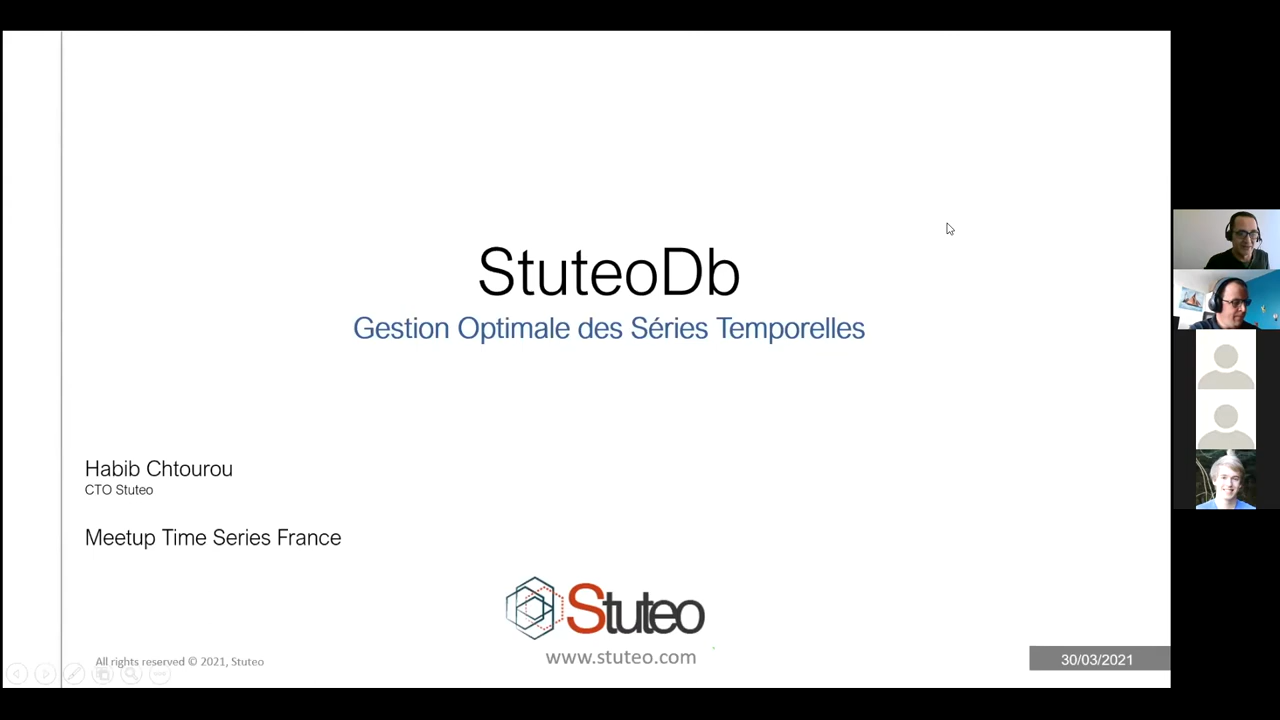 StuteoDb
Gestion Optimale des Séries Temporelles
Habib Chtourou
CTO Stuteo
Meetup Time Series France
Stuteo
www.stuteo.com
All rights reserved © 2021, Stuteo
30/03/2021